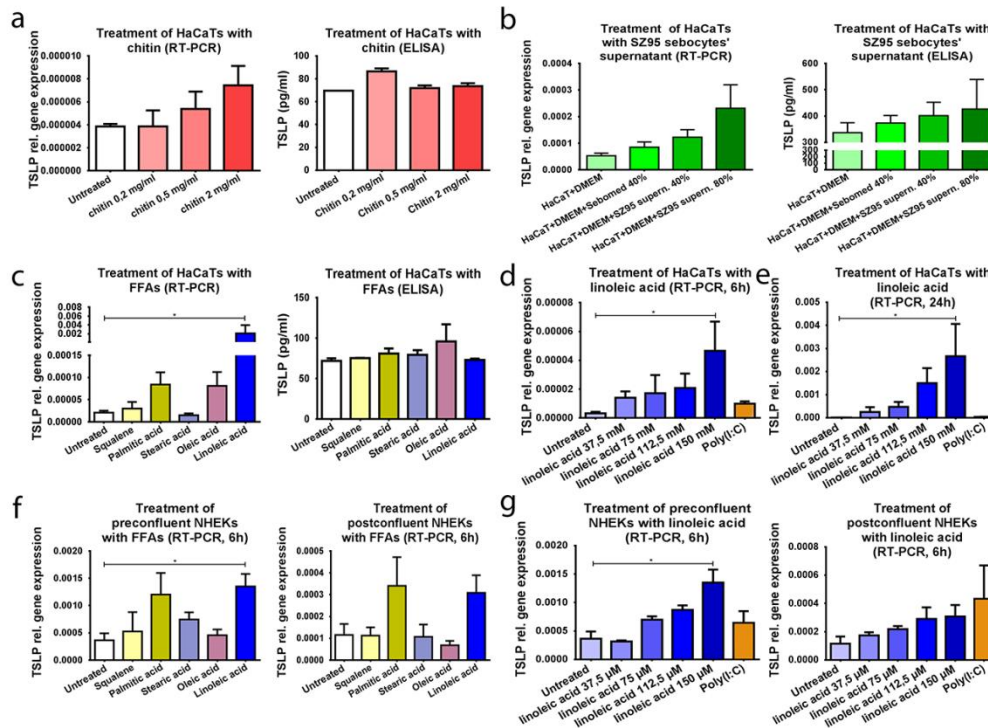 a
Treatment of HaCaTs with
chitin (RT-PCR)
TSLP rel. gene expression
0.000010
0.000008
0.000006
0.000004
0.000002
0.000000
Untreated
chitin 0,2 mg/ml
chitin 0,5 mg/ml
chitin 2 mg/ml
Treatment of HaCaTs with
chitin (ELISA)
TSLP (pg/ml)
100
80
60
40
20
0
Untreated
Chitin 0,2 mg/ml
Chitin 0,5 mg/ml
Chitin 2 mg/ml
b
Treatment of HaCaTs
with SZ95 sebocytes'
supernatant (RT-PCR)
TSLP rel. gene expression
0.0004
0.0003
0.0002
0.0001
0.0000
HaCaT+DMEM
HaCaT+DMEM+Sebomed 40%
HaCaT+DMEM+SZ95 supern. 40%
HaCaT+DMEM+SZ95 supern. 80%
Treatment of HaCaTs
with SZ95 sebocytes'
supernatant (ELISA)
TSLP (pg/ml)
600
500
400
300
300
200
100
0
HaCaT+DMEM
HaCaT+DMEM+Sebomed 40%
HaCaT+DMEM+SZ95 supern. 40%
HaCaT+DMEM+SZ95 supern. 80%
c
Treatment of HaCaTs with
FFAs (RT-PCR)
TSLP rel. gene expression
0.008
0.006
0.004
0.002
0.00015
0.00010
0.00005
0.00000
*
Untreated
Squalene
Palmitic acid
Stearic acid
Oleic acid
Linoleic acid
Treatment of HaCaTs with
FFAs (ELISA)
TSLP (pg/ml)
150
100
50
0
Untreated
Squalene
Palmitic acid
Stearic acid
Oleic acid
Linoleic acid
d
Treatment of HaCaTs with
linoleic acid (RT-PCR, 6h)
TSLP rel. gene expression
0.00008
0.00006
0.00004
0.00002
0.00000
*
Untreated
linoleic acid 37,5 mM
linoleic acid 75 mM
linoleic acid 112,5 mM
linoleic acid 150 mM
Poly(I:C)
e
Treatment of HaCaTs with
linoleic acid
(RT-PCR, 24h)
TSLP rel. gene expression
0.005
0.004
0.003
0.002
0.001
0.000
*
Untreated
linoleic acid 37,5 mM
linoleic acid 75 mM
linoleic acid 112,5 mM
linoleic acid 150 mM
Poly(I:C)
f
Treatment of
preconfluent NHEKs
with FFAs (RT-PCR, 6h)
TSLP rel. gene expression
0.0020
0.0015
0.0010
0.0005
0.0000
*
Untreated
Squalene
Palmitic acid
Stearic acid
Oleic acid
Linoleic acid
Treatment of
postconfluent NHEKs
with FFAs (RT-PCR, 6h)
TSLP rel. gene expression
0.0005
0.0004
0.0003
0.0002
0.0001
0.0000
Untreated
Squalene
Palmitic acid
Stearic acid
Oleic acid
Linoleic acid
g
Treatment of preconfluent
NHEKs with linoleic acid
(RT-PCR, 6h)
TSLP rel. gene expression
0.0020
0.0015
0.0010
0.0005
0.0000
*
Untreated
linoleic acid 37,5 µM
linoleic acid 75 µM
linoleic acid 112,5 µM
linoleic acid 150 µM
Poly(I:C)
Treatment of
postconfluent NHEKs
with linoleic acid
(RT-PCR, 6h)
TSLP rel. gene expression
0.0008
0.0006
0.0004
0.0002
0.0000
Untreated
linoleic acid 37,5 µM
linoleic acid 75 µM
linoleic acid 112,5 µM
linoleic acid 150 µM
Poly(I:C)